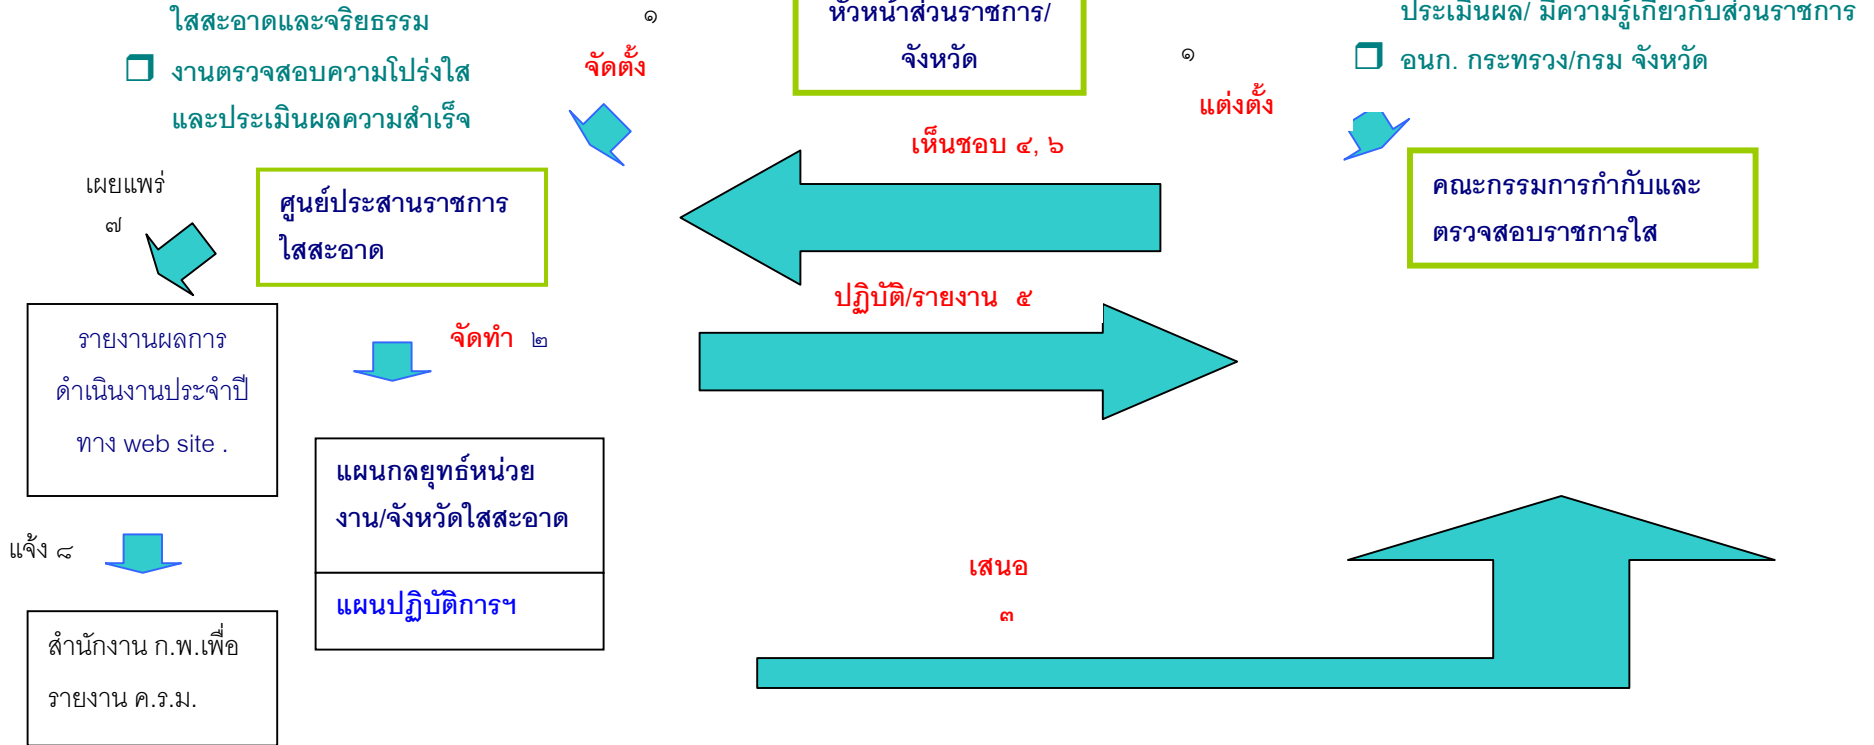 ใสสะอาดและจริยธรรม
งานตรวจสอบความโปร่งใส
และประเมินผลความสำเร็จ
๑
จัดตั้ง
หัวหน้าส่วนราชการ/
จังหวัด
๑
แต่งตั้ง
ประเมินผล/ มีความรู้เกี่ยวกับส่วนราชการ
อนก. กระทรวง/กรม จังหวัด
เห็นชอบ ๔, ๖
เผยแพร่
๗
ศูนย์ประสานราชการ
ใสสะอาด
คณะกรรมการกำกับและ
ตรวจสอบราชการใส
ปฏิบัติ/รายงาน ๕
รายงานผลการ
ดำเนินงานประจำปี
ทาง web site .
จัดทำ ๒
แผนกลยุทธ์หน่วย
งาน/จังหวัดใสสะอาด
แผนปฏิบัติการฯ
แจ้ง ๘
เสนอ
๓
สำนักงาน ก.พ.เพื่อ
รายงาน ค.ร.ม.